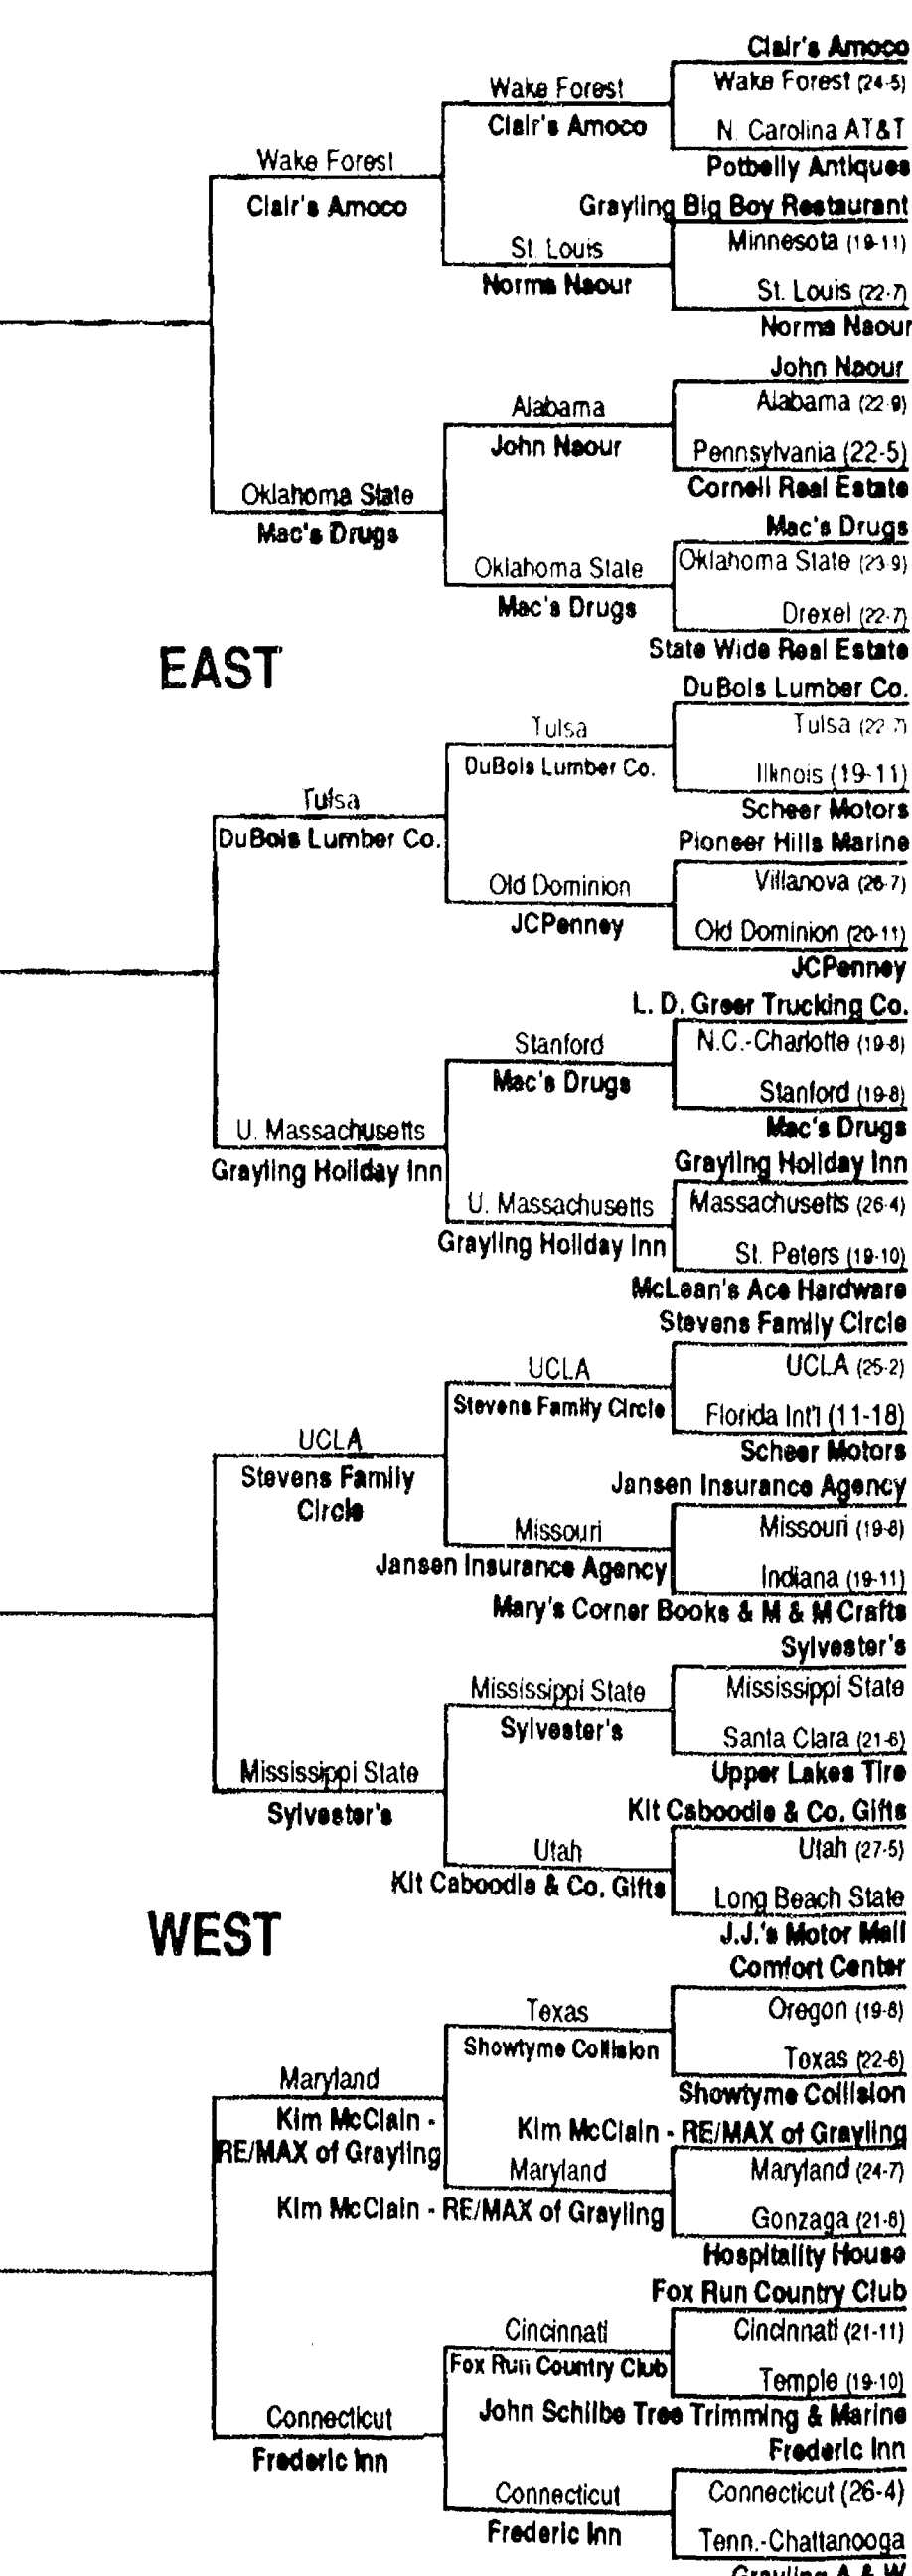 Clair's Amoco
Wake Forest (24-5)
Wake Forest
Clair's Amoco
N. Carolina AT&T
Potbelly Antiques
Wake Forest
Clair's Amoco
Grayling Big Boy Restaurant
Minnesota (19-11)
St. Louis
Norma Naour
St. Louis (22-7)
Norma Naour
John Naour
Alabama (22-9)
Alabama
John Naour
Pennsylvania (22-5)
Cornell Real Estate
Oklahoma State
Mac's Drugs
Mac's Drugs
Oklahoma State (23-9)
Oklahoma State
Mac's Drugs
Drexel (22-7)
State Wide Real Estate
EAST
DuBois Lumber Co.
Tulsa (22-7)
Tulsa
DuBois Lumber Co.
Illinois (19-11)
Scheer Motors
Tulsa
DuBois Lumber Co.
Pioneer Hills Marine
Villanova (26-7)
Old Dominion
JCPenney
Old Dominion (20-11)
JCPenney
L. D. Greer Trucking Co.
N.C.-Charlotte (19-8)
Stanford
Mac's Drugs
Stanford (19-8)
Mac's Drugs
U. Massachusetts
Grayling Holiday Inn
Grayling Holiday Inn
Massachusetts (26-4)
U. Massachusetts
Grayling Holiday Inn
St. Peters (19-10)
McLean's Ace Hardware
Stevens Family Circle
UCLA (25-2)
UCLA
Stevens Family Circle
Florida Int'l (11-18)
Scheer Motors
UCLA
Stevens Family
Circle
Jansen Insurance Agency
Missouri (19-8)
Missouri
Jansen Insurance Agency
Indiana (19-11)
Mary's Corner Books & M & M Crafts
Sylvester's
Mississippi State
Mississippi State
Sylvester's
Santa Clara (21-6)
Upper Lakes Tire
Mississippi State
Sylvester's
Kit Caboodle & Co. Gifts
Utah (27-5)
Utah
Kit Caboodle & Co. Gifts
Long Beach State
J.J.'s Motor Mall
WEST
Comfort Center
Oregon (19-8)
Texas
Showtyme Collision
Texas (22-6)
Showtyme Collision
Maryland
Kim McClain -
RE/MAX of Grayling
Kim McClain - RE/MAX of Grayling
Maryland (24-7)
Maryland
Kim McClain - RE/MAX of Grayling
Gonzaga (21-8)
Hospitality House
Fox Run Country Club
Cincinnati (21-11)
Cincinnati
Fox Run Country Club
Temple (19-10)
John Schilbe Tree Trimming & Marine
Connecticut
Frederic Inn
Frederic Inn
Connecticut (26-4)
Connecticut
Frederic Inn
Tenn.-Chattanooga
Grayling A & W